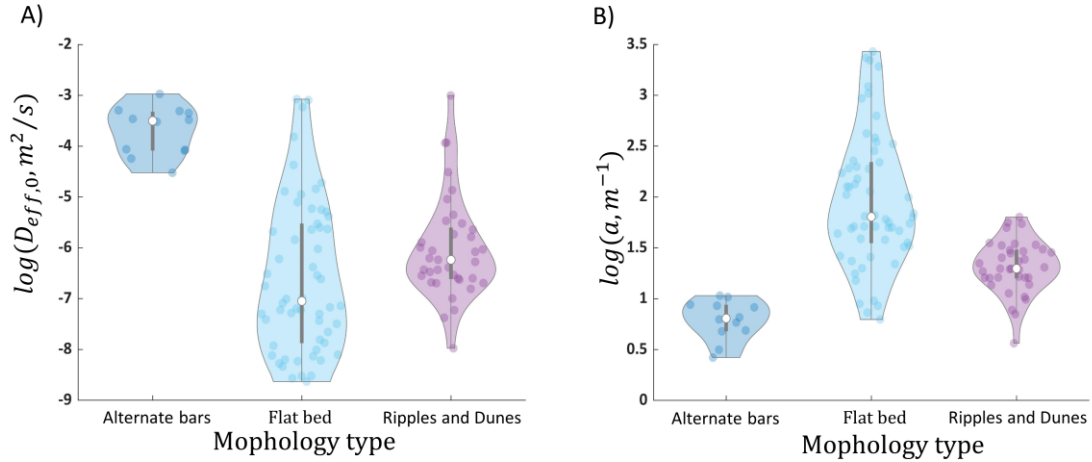 A)
log(D_{eff,0}, m²/s)
-2
-3
-4
-5
-6
-7
-8
-9
Alternate bars Flat bed Ripples and Dunes
Mophology type
B)
log(a, m⁻¹)
3.5
3
2.5
2
1.5
1
0.5
0
Alternate bars Flat bed Ripples and Dunes
Mophology type